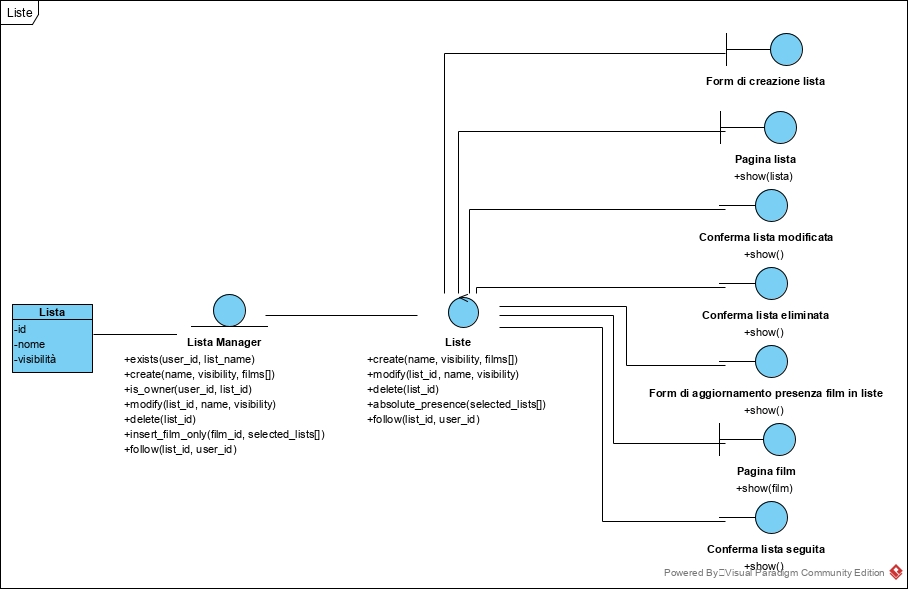 Liste
Form di creazione lista
Pagina lista
+show(lista)
Conferma lista modificata
+show()
Conferma lista eliminata
+show()
Form di aggiornamento presenza film in liste
+show()
Pagina film
+show(film)
Conferma lista seguita
+show()
Lista
-id
-nome
-visibilità
Lista Manager
+exists(user_id, list_name)
+create(name, visibility, films[])
+is_owner(user_id, list_id)
+modify(list_id, name, visibility)
+delete(list_id)
+insert_film_only(film_id, selected_lists[])
+follow(list_id, user_id)
Liste
+create(name, visibility, films[])
+modify(list_id, name, visibility)
+delete(list_id)
+absolute_presence(selected_lists[])
+follow(list_id, user_id)
Powered By Visual Paradigm Community Edition